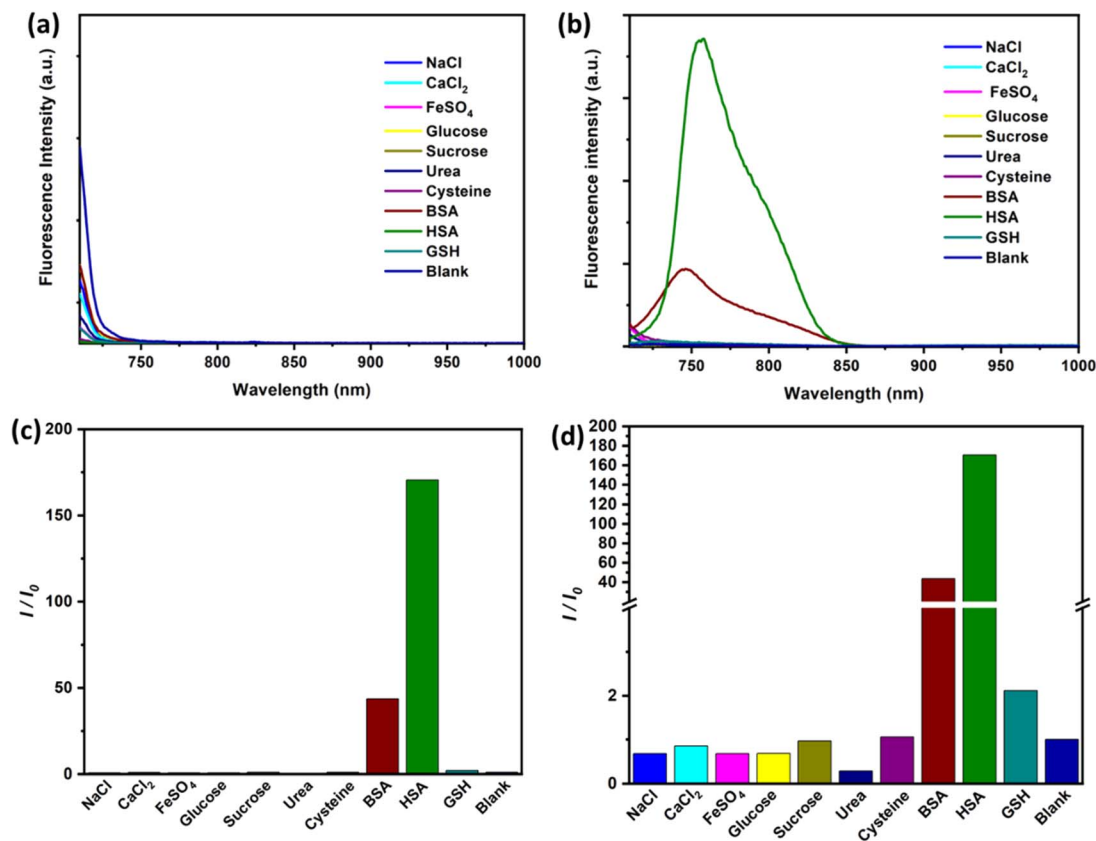 (a)
Fluorescence Intensity (a.u.)
NaCl
CaCl₂
FeSO₄
Glucose
Sucrose
Urea
Cysteine
BSA
HSA
GSH
Blank
750 800 850 900 950 1000
Wavelength (nm)
(b)
Fluorescence intensity (a.u.)
NaCl
CaCl₂
FeSO₄
Glucose
Sucrose
Urea
Cysteine
BSA
HSA
GSH
Blank
750 800 850 900 950 1000
Wavelength (nm)
(c)
I / I₀
200
150
100
50
0
NaCl CaCl₂ FeSO₄ Glucose Sucrose Urea Cysteine BSA HSA GSH Blank
(d)
I / I₀
200
180
160
140
120
100
80
60
40
2
0
NaCl CaCl₂ FeSO₄ Glucose Sucrose Urea Cysteine BSA HSA GSH Blank